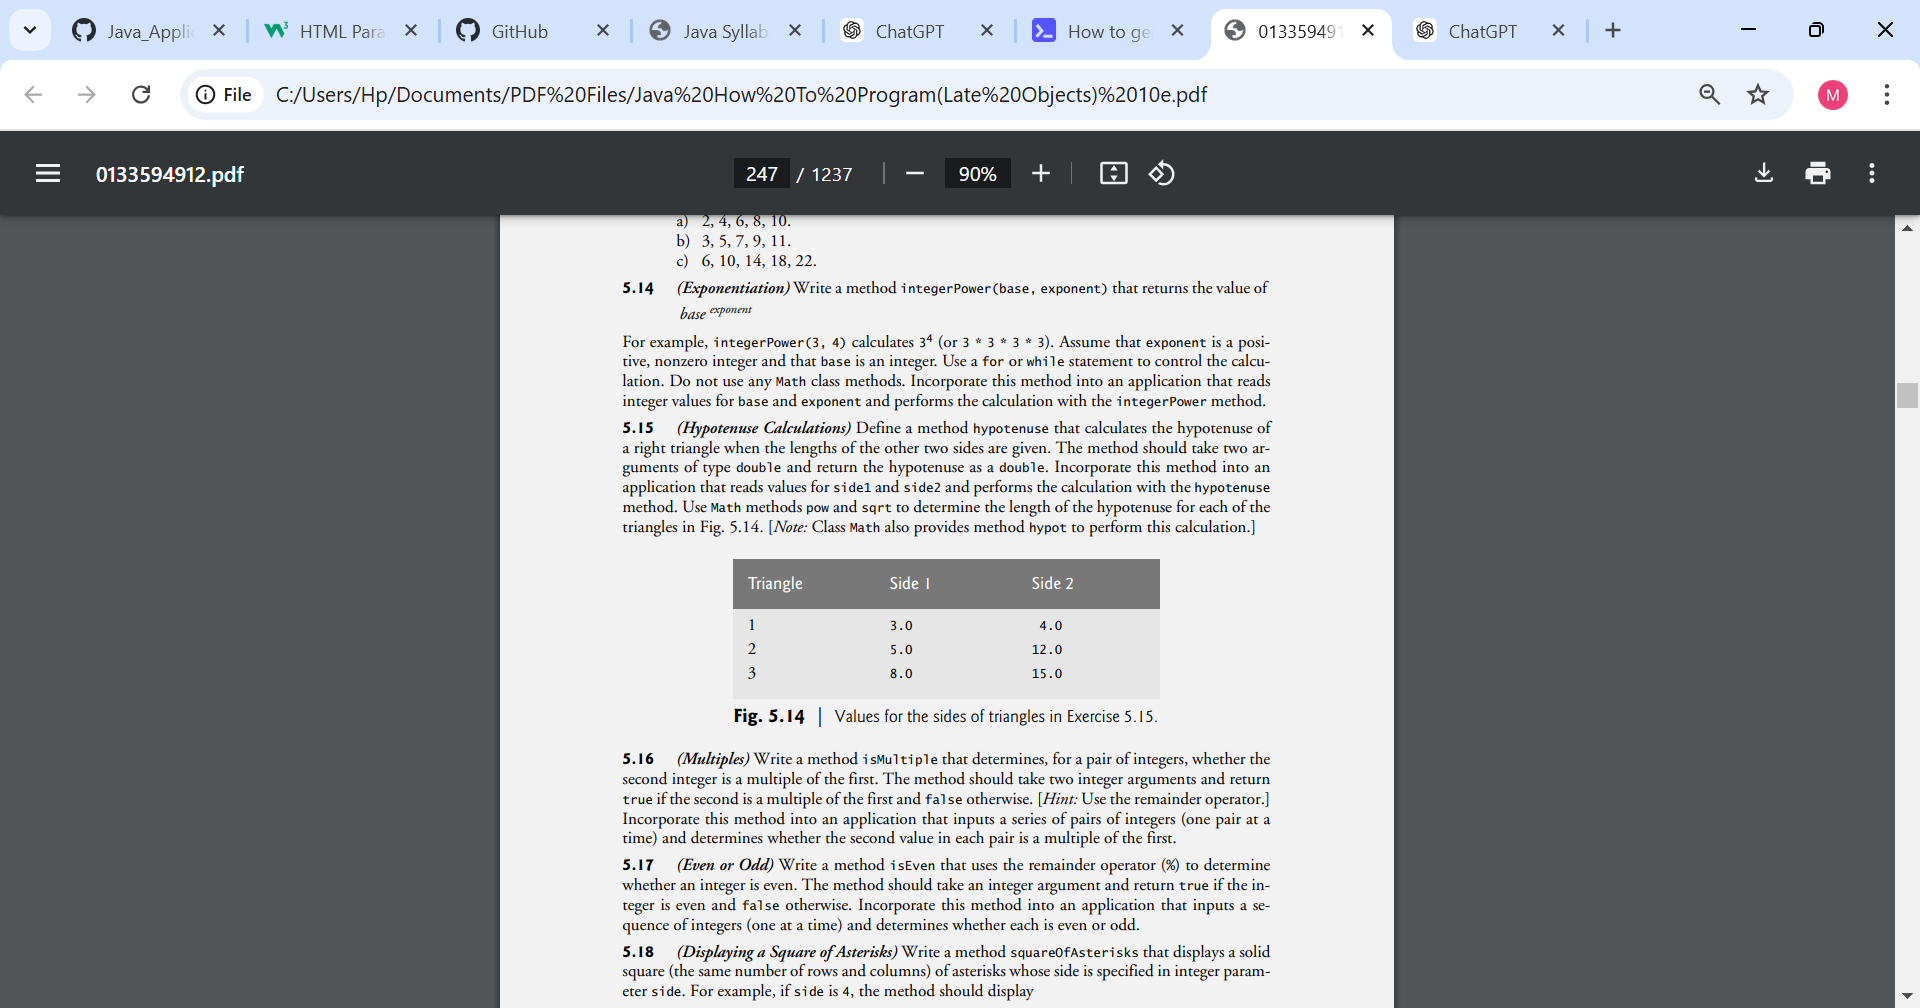 Java_Appli
HTML Para
GitHub
Java Syllab
ChatGPT
How to ge
013359491
ChatGPT
File
C:/Users/Hp/Documents/PDF%20Files/Java%20How%20To%20Program(Late%20Objects)%2010e.pdf
M
0133594912.pdf
247 / 1237
90%
a) 2, 4, 6, 8, 10.
b) 3, 5, 7, 9, 11.
c) 6, 10, 14, 18, 22.
5.14 (Exponentiation) Write a method integerPower(base, exponent) that returns the value of
base exponent
For example, integerPower(3, 4) calculates 3⁴ (or 3 * 3 * 3 * 3). Assume that exponent is a posi-
tive, nonzero integer and that base is an integer. Use a for or while statement to control the calcu-
lation. Do not use any Math class methods. Incorporate this method into an application that reads
integer values for base and exponent and performs the calculation with the integerPower method.
5.15 (Hypotenuse Calculations) Define a method hypotenuse that calculates the hypotenuse of
a right triangle when the lengths of the other two sides are given. The method should take two ar-
guments of type double and return the hypotenuse as a double. Incorporate this method into an
application that reads values for side1 and side2 and performs the calculation with the hypotenuse
method. Use Math methods pow and sqrt to determine the length of the hypotenuse for each of the
triangles in Fig. 5.14. [Note: Class Math also provides method hypot to perform this calculation.]
Triangle Side 1 Side 2
1 3.0 4.0
2 5.0 12.0
3 8.0 15.0
Fig. 5.14 | Values for the sides of triangles in Exercise 5.15.
5.16 (Multiples) Write a method isMultiple that determines, for a pair of integers, whether the
second integer is a multiple of the first. The method should take two integer arguments and return
true if the second is a multiple of the first and false otherwise. [Hint: Use the remainder operator.]
Incorporate this method into an application that inputs a series of pairs of integers (one pair at a
time) and determines whether the second value in each pair is a multiple of the first.
5.17 (Even or Odd) Write a method isEven that uses the remainder operator (%) to determine
whether an integer is even. The method should take an integer argument and return true if the in-
teger is even and false otherwise. Incorporate this method into an application that inputs a se-
quence of integers (one at a time) and determines whether each is even or odd.
5.18 (Displaying a Square of Asterisks) Write a method squareOfAsterisks that displays a solid
square (the same number of rows and columns) of asterisks whose side is specified in integer param-
eter side. For example, if side is 4, the method should display